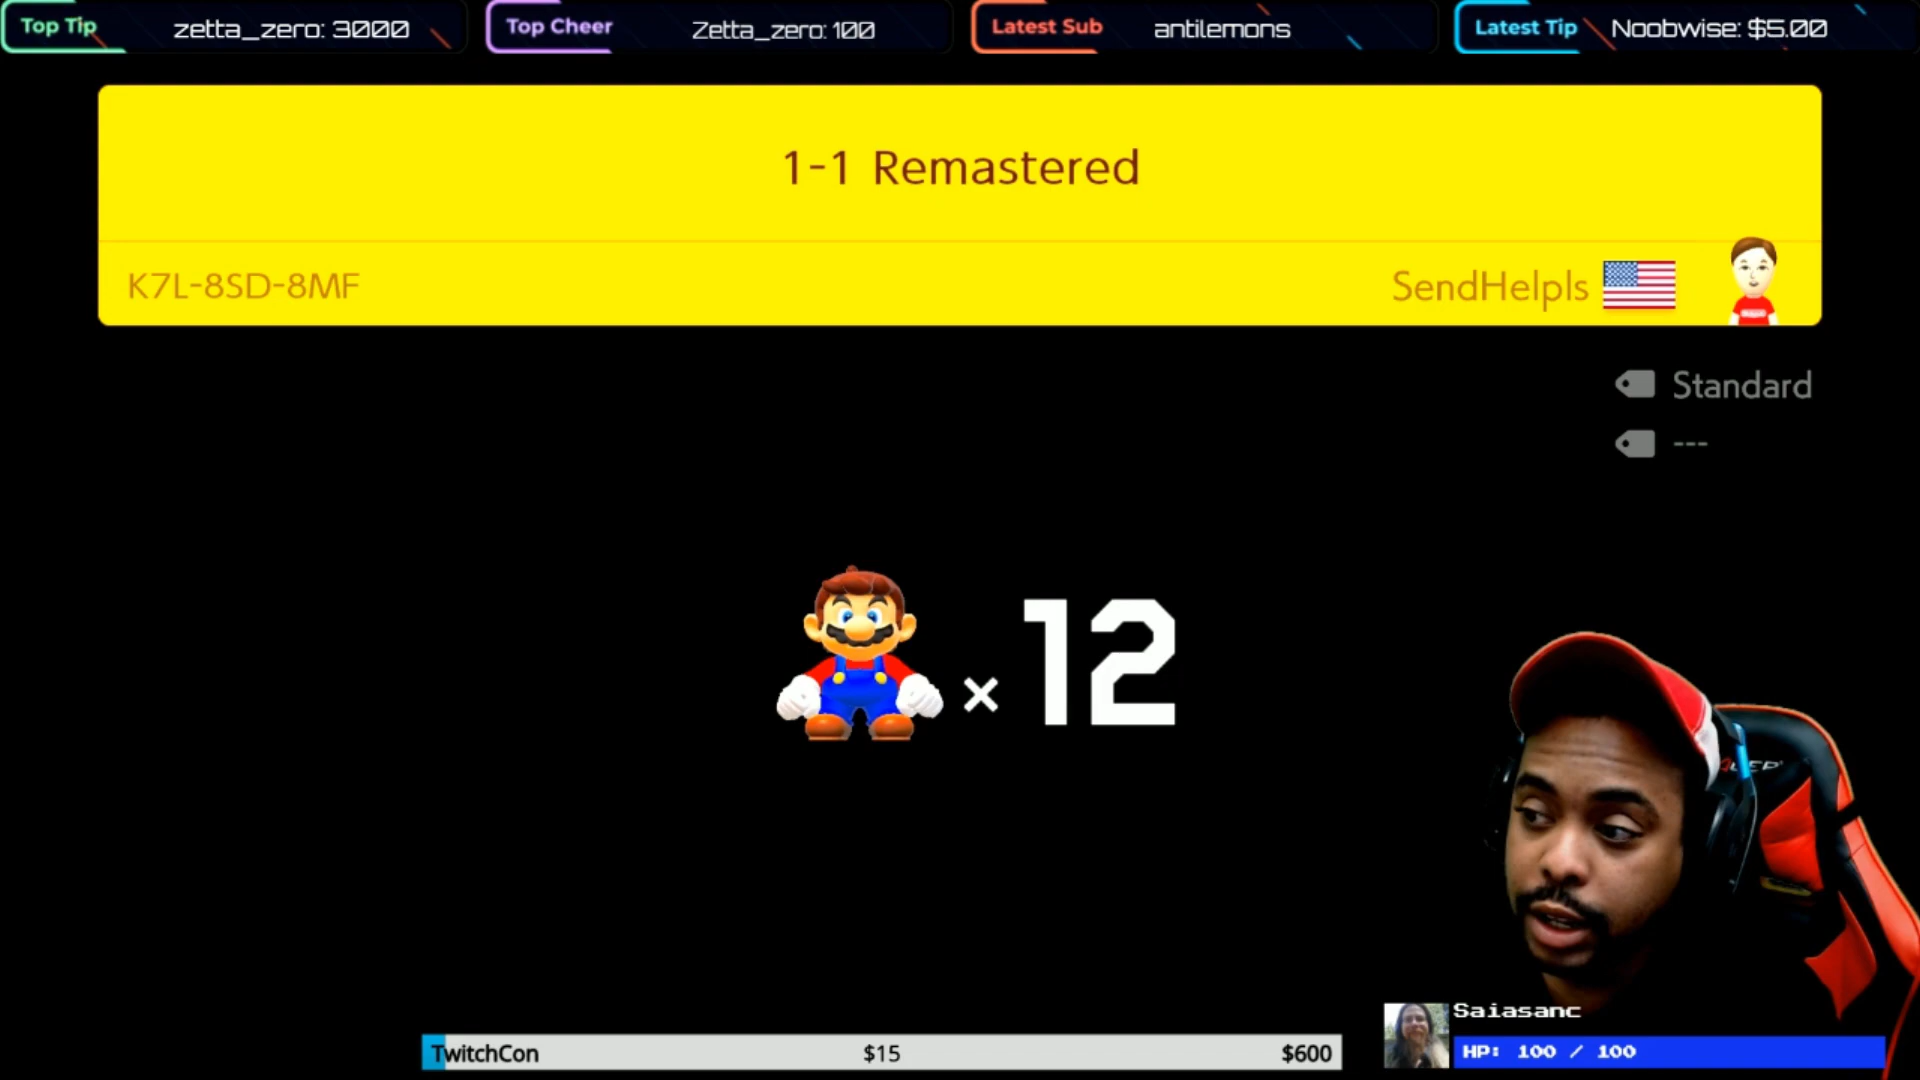 Top Tip zetta_zero: 3000 Top Cheer Zetta_zero: 100 Latest Sub antilemons Latest Tip Noobwise: $5.00
1-1 Remastered
K7L-8SD-8MF SendHelpls
Standard
---
× 12
Saiasanc
TwitchCon $15 $600 HP: 100 / 100